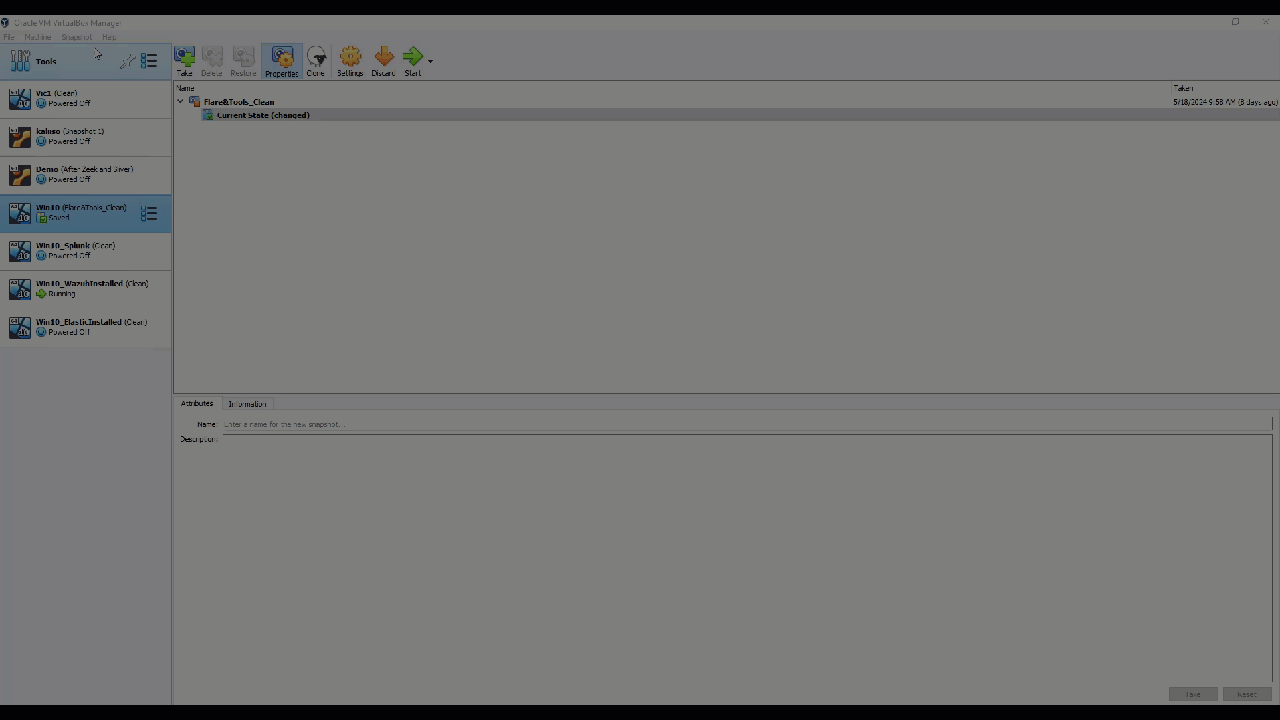 Oracle VM VirtualBox Manager
File Machine Snapshot Help
Tools
Vic1 (Clean)
Powered Off
kaliso (Snapshot 1)
Powered Off
Demo (After Zeek and Sliver)
Powered Off
Win10 (Flare&Tools_Clean)
Saved
Win10_Splunk (Clean)
Powered Off
Win10_WazuhInstalled (Clean)
Running
Win10_ElasticInstalled (Clean)
Powered Off
Take Delete Restore Properties Clone Settings Discard Start
Name Taken
Flare&Tools_Clean 5/18/2024 9:58 AM (8 days ago)
Current State (changed)
Attributes Information
Name: Enter a name for the new snapshot...
Description:
Take Reset